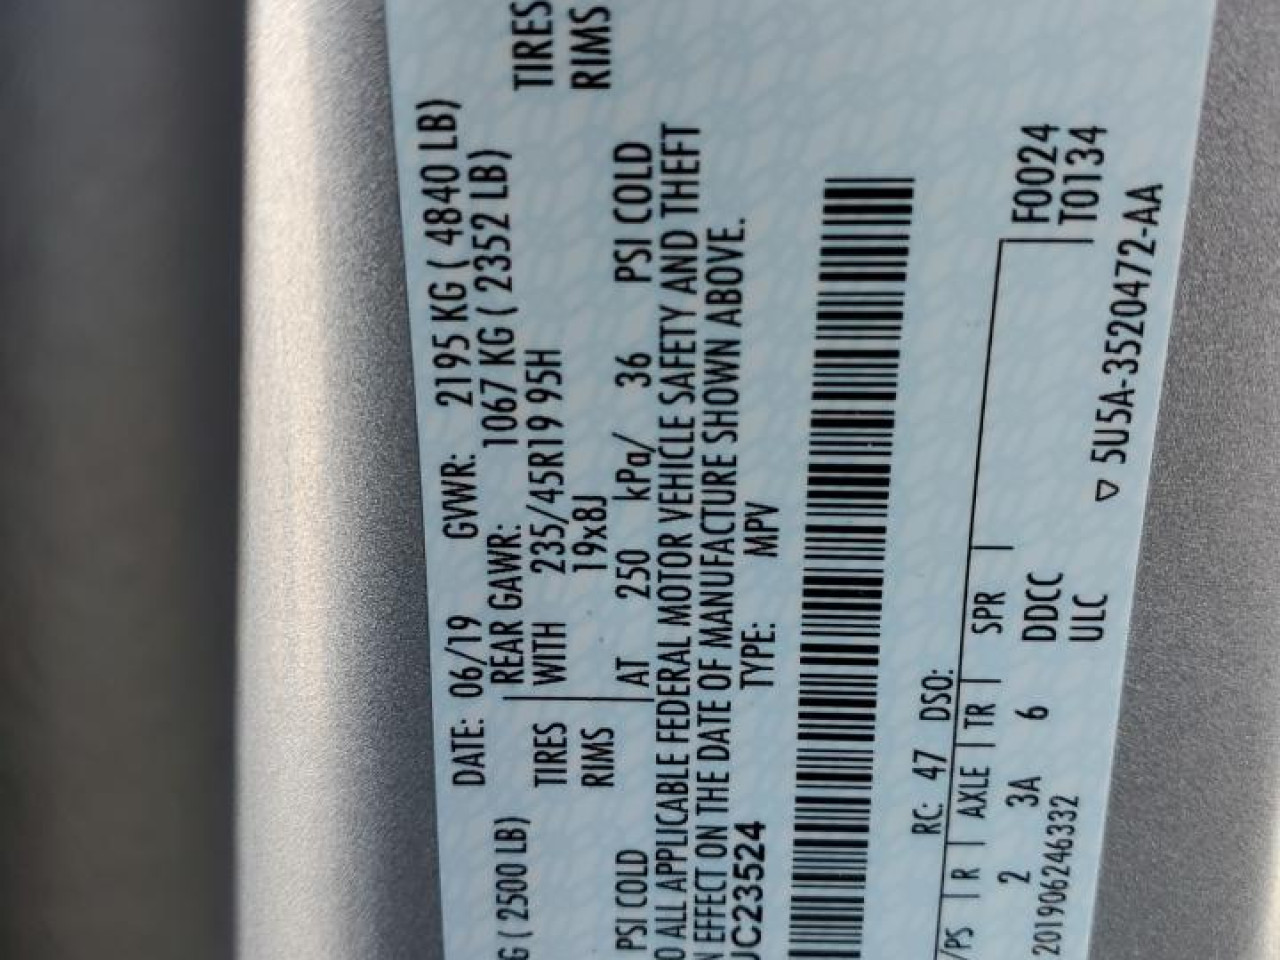 DATE: 06/19 GVWR: 2195 KG ( 4840 LB)
G ( 2500 LB) REAR GAWR: 1067 KG ( 2352 LB)
TIRES WITH 235/45R19 95H TIRES
RIMS 19x8J RIMS
PSI COLD AT 250 kPa/ 36 PSI COLD
O ALL APPLICABLE FEDERAL MOTOR VEHICLE SAFETY AND THEFT
N EFFECT ON THE DATE OF MANUFACTURE SHOWN ABOVE.
UC23524 TYPE: MPV
RC: 47 DSO:
/PS | R | AXLE | TR | SPR
2 3A 6 DDCC F0024
201906246332 ULC T0134
▽ 5U5A-3520472-AA